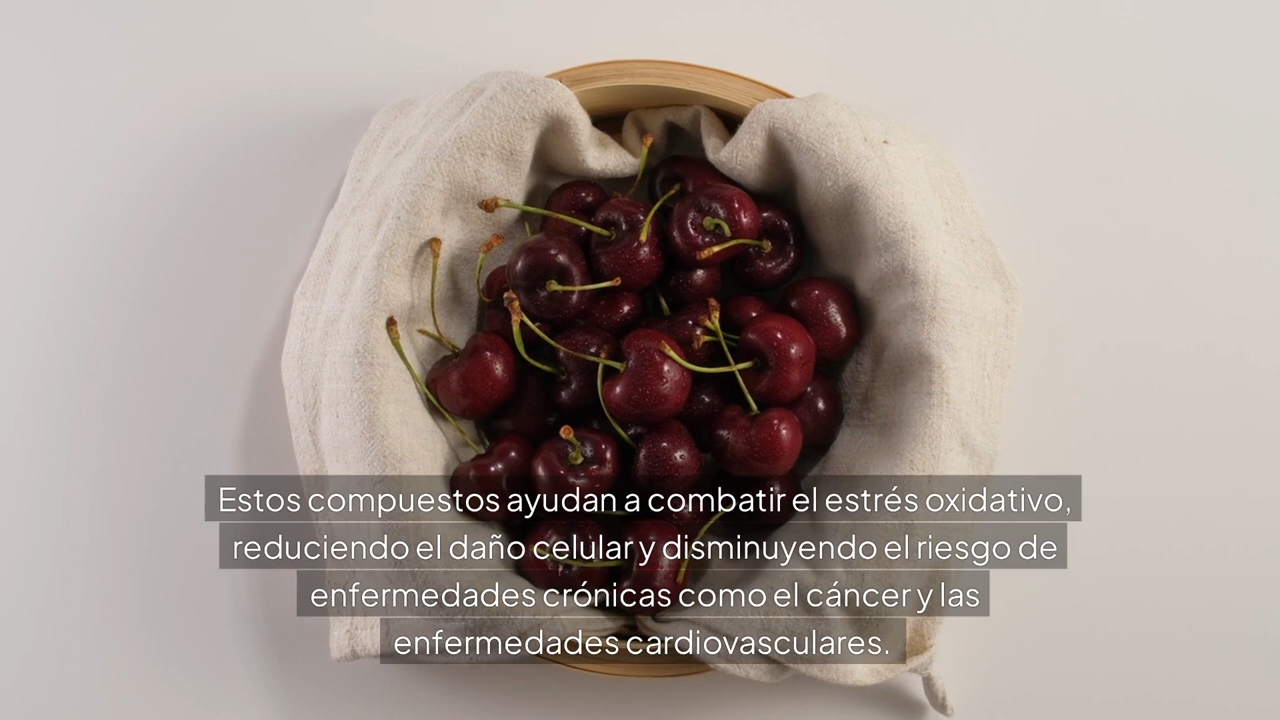 Estos compuestos ayudan a combatir el estrés oxidativo,
reduciendo el daño celular y disminuyendo el riesgo de
enfermedades crónicas como el cáncer y las
enfermedades cardiovasculares.